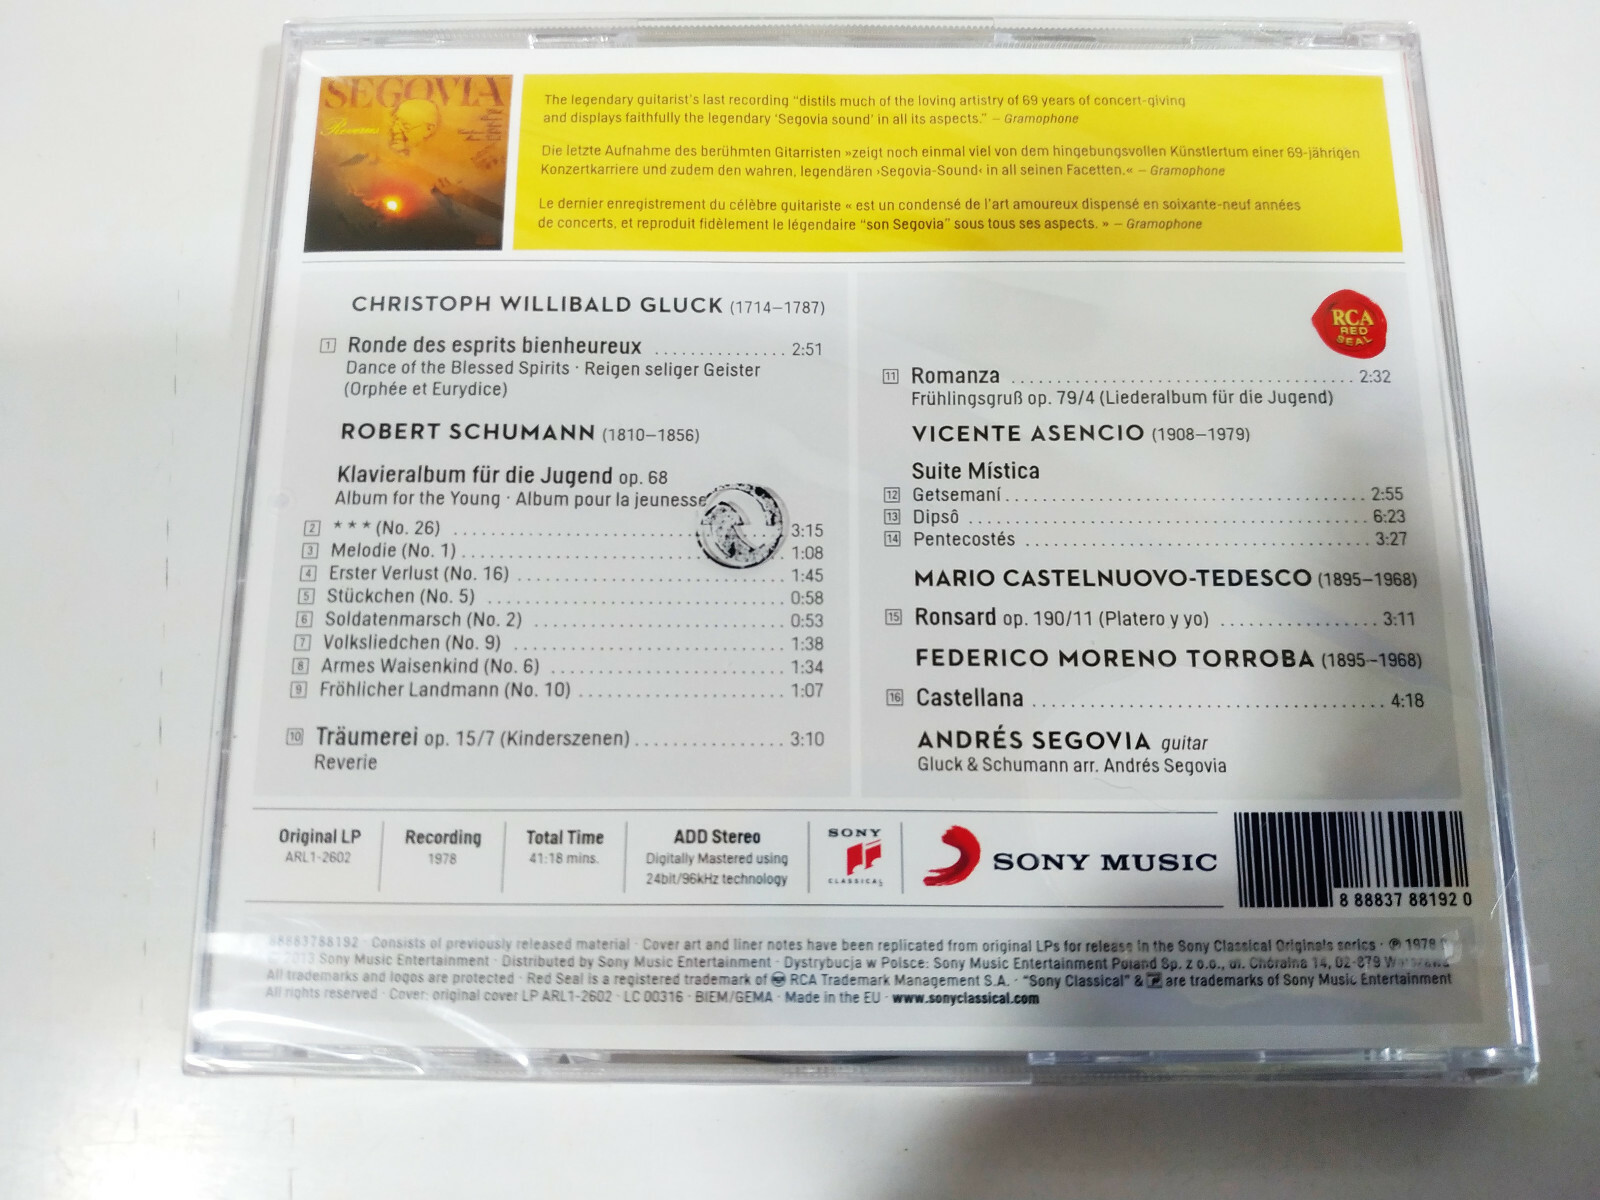 SEGOVIA
Reveries
The legendary guitarist's last recording "distils much of the loving artistry of 69 years of concert-giving
and displays faithfully the legendary 'Segovia sound' in all its aspects." – Gramophone
Die letzte Aufnahme des berühmten Gitarristen »zeigt noch einmal viel von dem hingebungsvollen Künstlertum einer 69-jährigen
Konzertkarriere und zudem den wahren, legendären ›Segovia-Sound‹ in all seinen Facetten.« – Gramophone
Le dernier enregistrement du célèbre guitariste « est un condensé de l'art amoureux dispensé en soixante-neuf années
de concerts, et reproduit fidèlement le légendaire "son Segovia" sous tous ses aspects. » – Gramophone
CHRISTOPH WILLIBALD GLUCK (1714–1787)
1 Ronde des esprits bienheureux ............... 2:51
Dance of the Blessed Spirits · Reigen seliger Geister
(Orphée et Eurydice)
ROBERT SCHUMANN (1810–1856)
Klavieralbum für die Jugend op. 68
Album for the Young · Album pour la jeunesse
2 * * * (No. 26) ............... 3:15
3 Melodie (No. 1) ............... 1:08
4 Erster Verlust (No. 16) ............... 1:45
5 Stückchen (No. 5) ............... 0:58
6 Soldatenmarsch (No. 2) ............... 0:53
7 Volksliedchen (No. 9) ............... 1:38
8 Armes Waisenkind (No. 6) ............... 1:34
9 Fröhlicher Landmann (No. 10) ............... 1:07
10 Träumerei op. 15/7 (Kinderszenen) ............... 3:10
Reverie
RCA
RED
SEAL
11 Romanza ............... 2:32
Frühlingsgruß op. 79/4 (Liederalbum für die Jugend)
VICENTE ASENCIO (1908–1979)
Suite Mística
12 Getsemaní ............... 2:55
13 Dipsô ............... 6:23
14 Pentecostés ............... 3:27
MARIO CASTELNUOVO-TEDESCO (1895–1968)
15 Ronsard op. 190/11 (Platero y yo) ............... 3:11
FEDERICO MORENO TORROBA (1895–1968)
16 Castellana ............... 4:18
ANDRÉS SEGOVIA guitar
Gluck & Schumann arr. Andrés Segovia
Original LP
ARL1-2602
Recording
1978
Total Time
41:18 mins.
ADD Stereo
Digitally Mastered using
24bit/96kHz technology
SONY
CLASSICAL
SONY MUSIC
8 88837 88192 0
88883788192 · Consists of previously released material · Cover art and liner notes have been replicated from original LPs for release in the Sony Classical Originals series · ℗ 1978
© 2013 Sony Music Entertainment · Distributed by Sony Music Entertainment · Dystrybucja w Polsce: Sony Music Entertainment Poland Sp. z o.o., ul. Chóralna 14, 02-879
All trademarks and logos are protected · Red Seal is a registered trademark of RCA Trademark Management S.A. · "Sony Classical" & are trademarks of Sony Music Entertainment
All rights reserved · Cover: original cover LP ARL1-2602 · LC 00316 · BIEM/GEMA · Made in the EU · www.sonyclassical.com